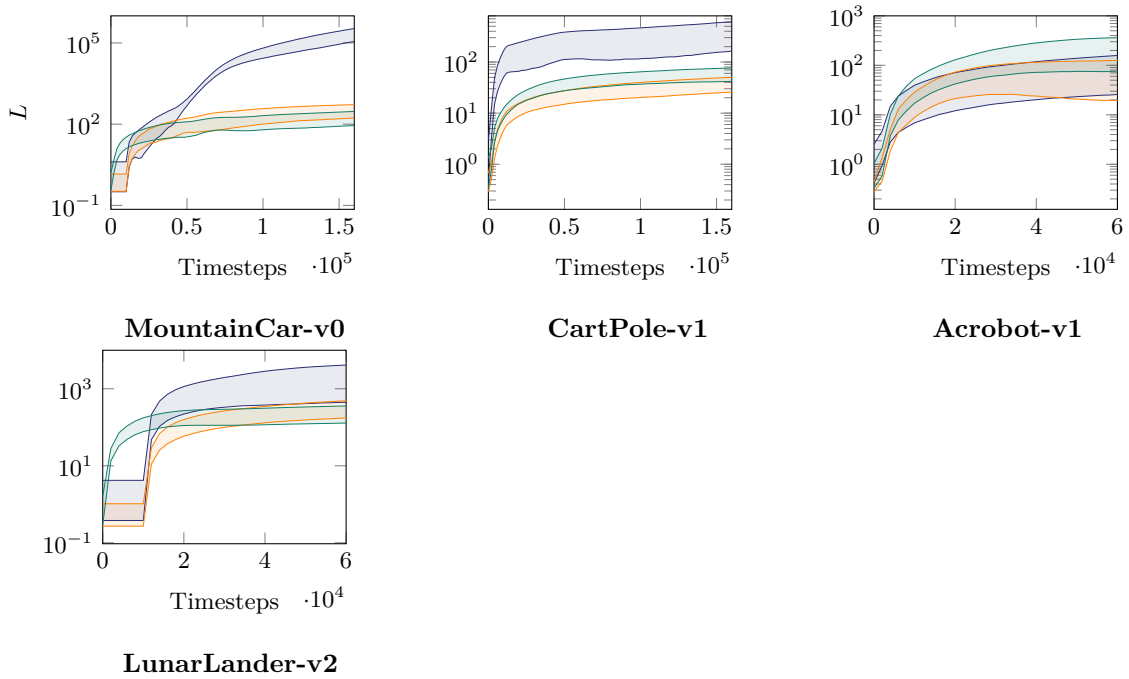 10^5
10^2
10^−1
L
0 0.5 1 1.5
Timesteps ·10^5
MountainCar-v0
10^2
10^1
10^0
0 0.5 1 1.5
Timesteps ·10^5
CartPole-v1
10^3
10^2
10^1
10^0
0 2 4 6
Timesteps ·10^4
Acrobot-v1
10^3
10^1
10^−1
0 2 4 6
Timesteps ·10^4
LunarLander-v2